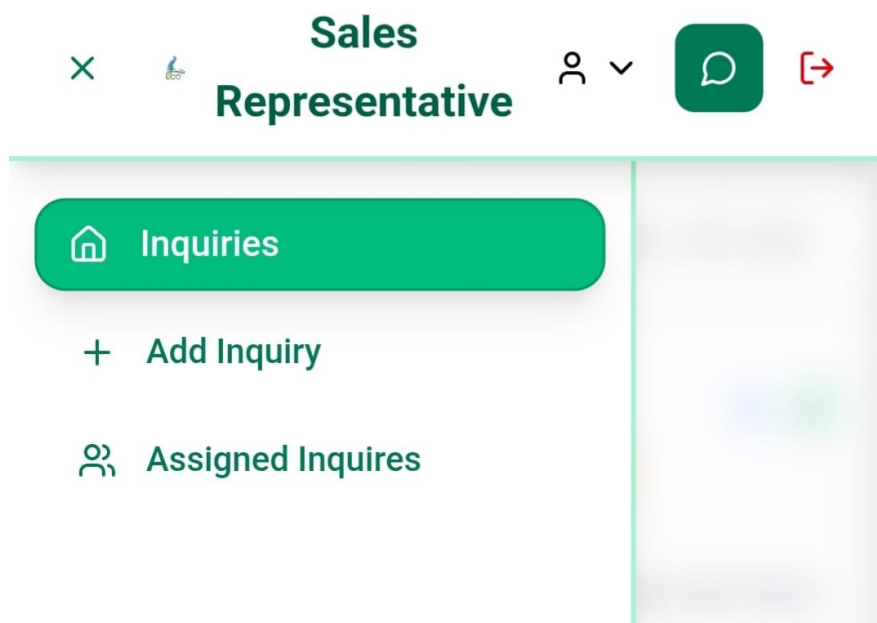 Sales
Representative
Inquiries
Add Inquiry
Assigned Inquires